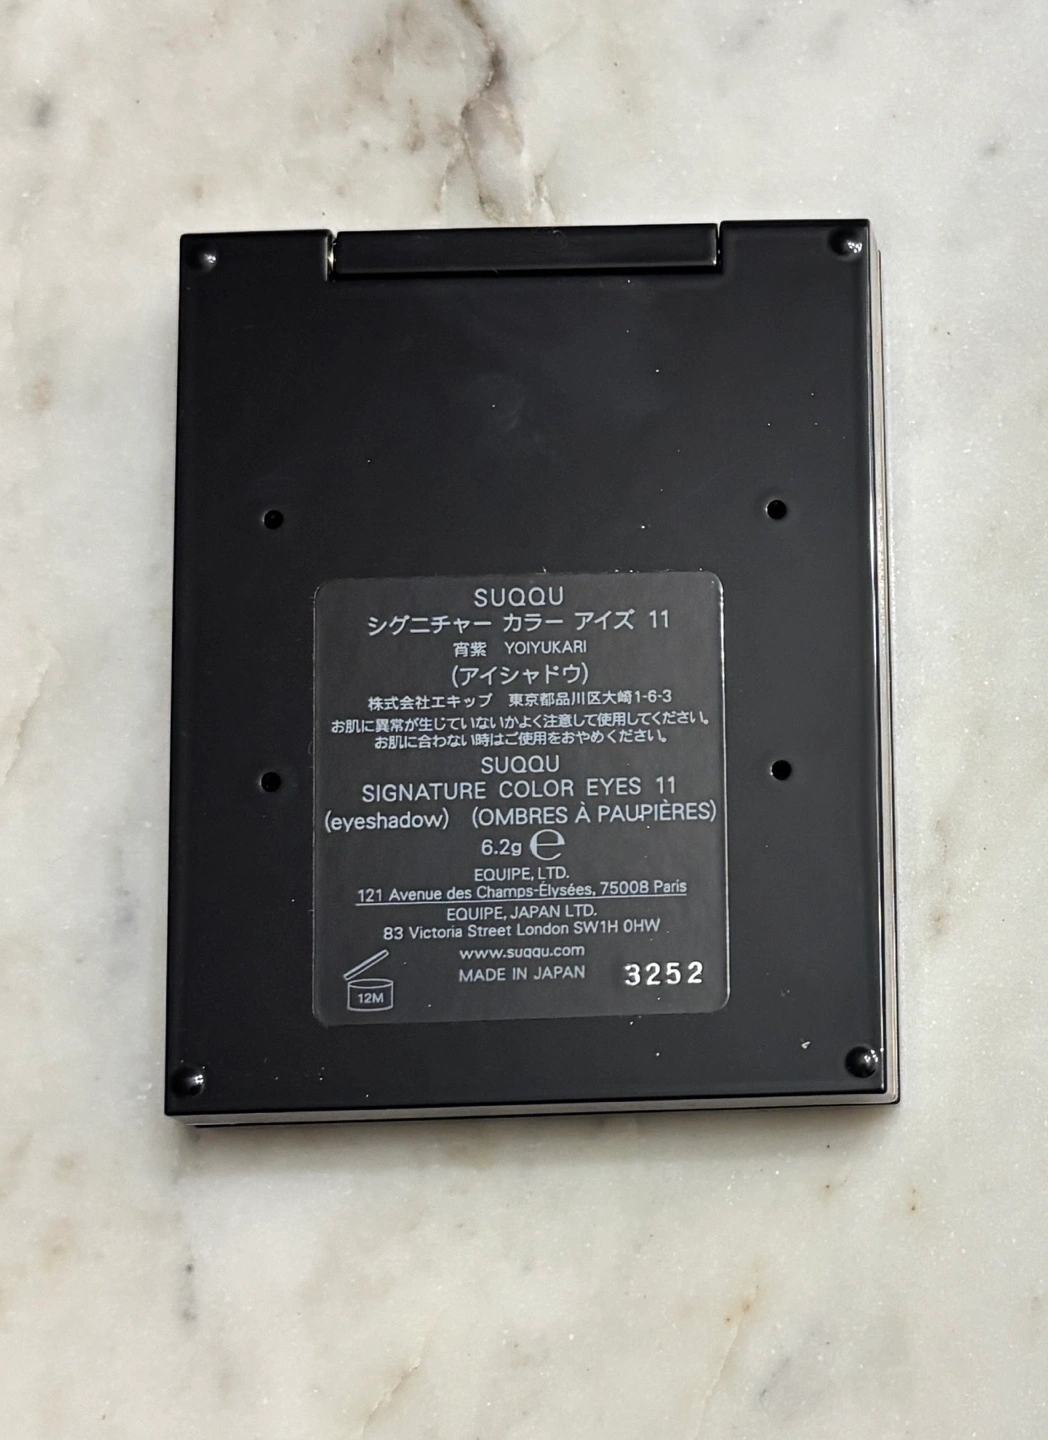 SUQQU
シグニチャー カラー アイズ 11
宵紫 YOIYUKARI
(アイシャドウ)
株式会社エキップ 東京都品川区大崎1-6-3
お肌に異常が生じていないかよく注意して使用してください。
お肌に合わない時はご使用をおやめください。
SUQQU
SIGNATURE COLOR EYES 11
(eyeshadow) (OMBRES À PAUPIÈRES)
6.2g ℮
EQUIPE, LTD.
121 Avenue des Champs-Élysées, 75008 Paris
EQUIPE, JAPAN LTD.
83 Victoria Street London SW1H 0HW
www.suqqu.com
MADE IN JAPAN 3252
12M